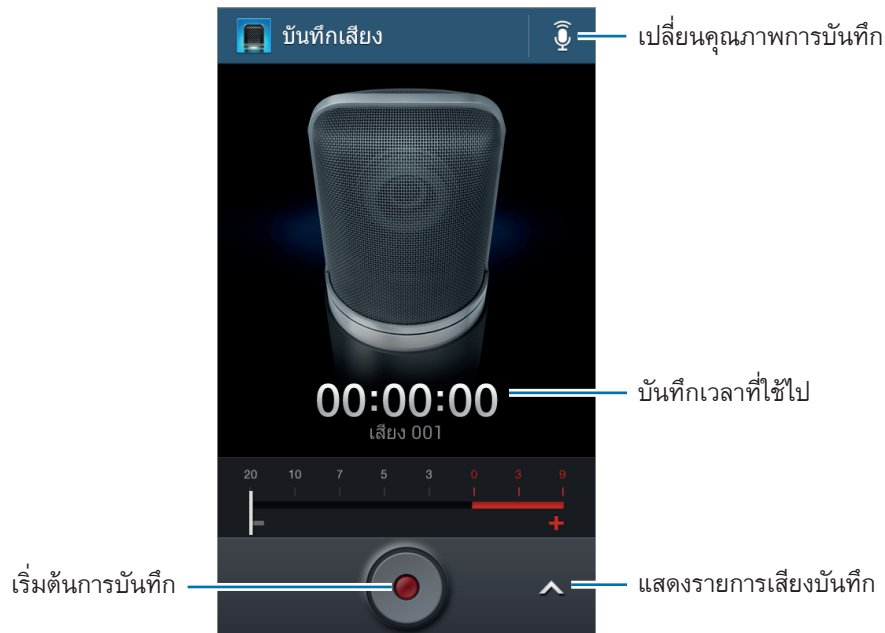 บันทึกเสียง
เปลี่ยนคุณภาพการบันทึก
00:00:00
บันทึกเวลาที่ใช้ไป
เสียง 001
20 10 7 5 3 0 3 9
- +
เริ่มต้นการบันทึก
แสดงรายการเสียงบันทึก